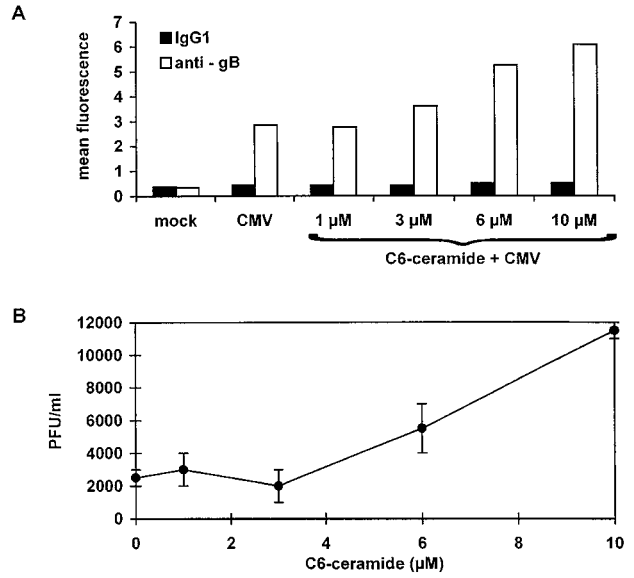 A
IgG1
anti - gB
mean fluorescence
7
6
5
4
3
2
1
0
mock CMV 1 µM 3 µM 6 µM 10 µM
C6-ceramide + CMV
B
PFU/ml
12000
10000
8000
6000
4000
2000
0
0 2 4 6 8 10
C6-ceramide (µM)